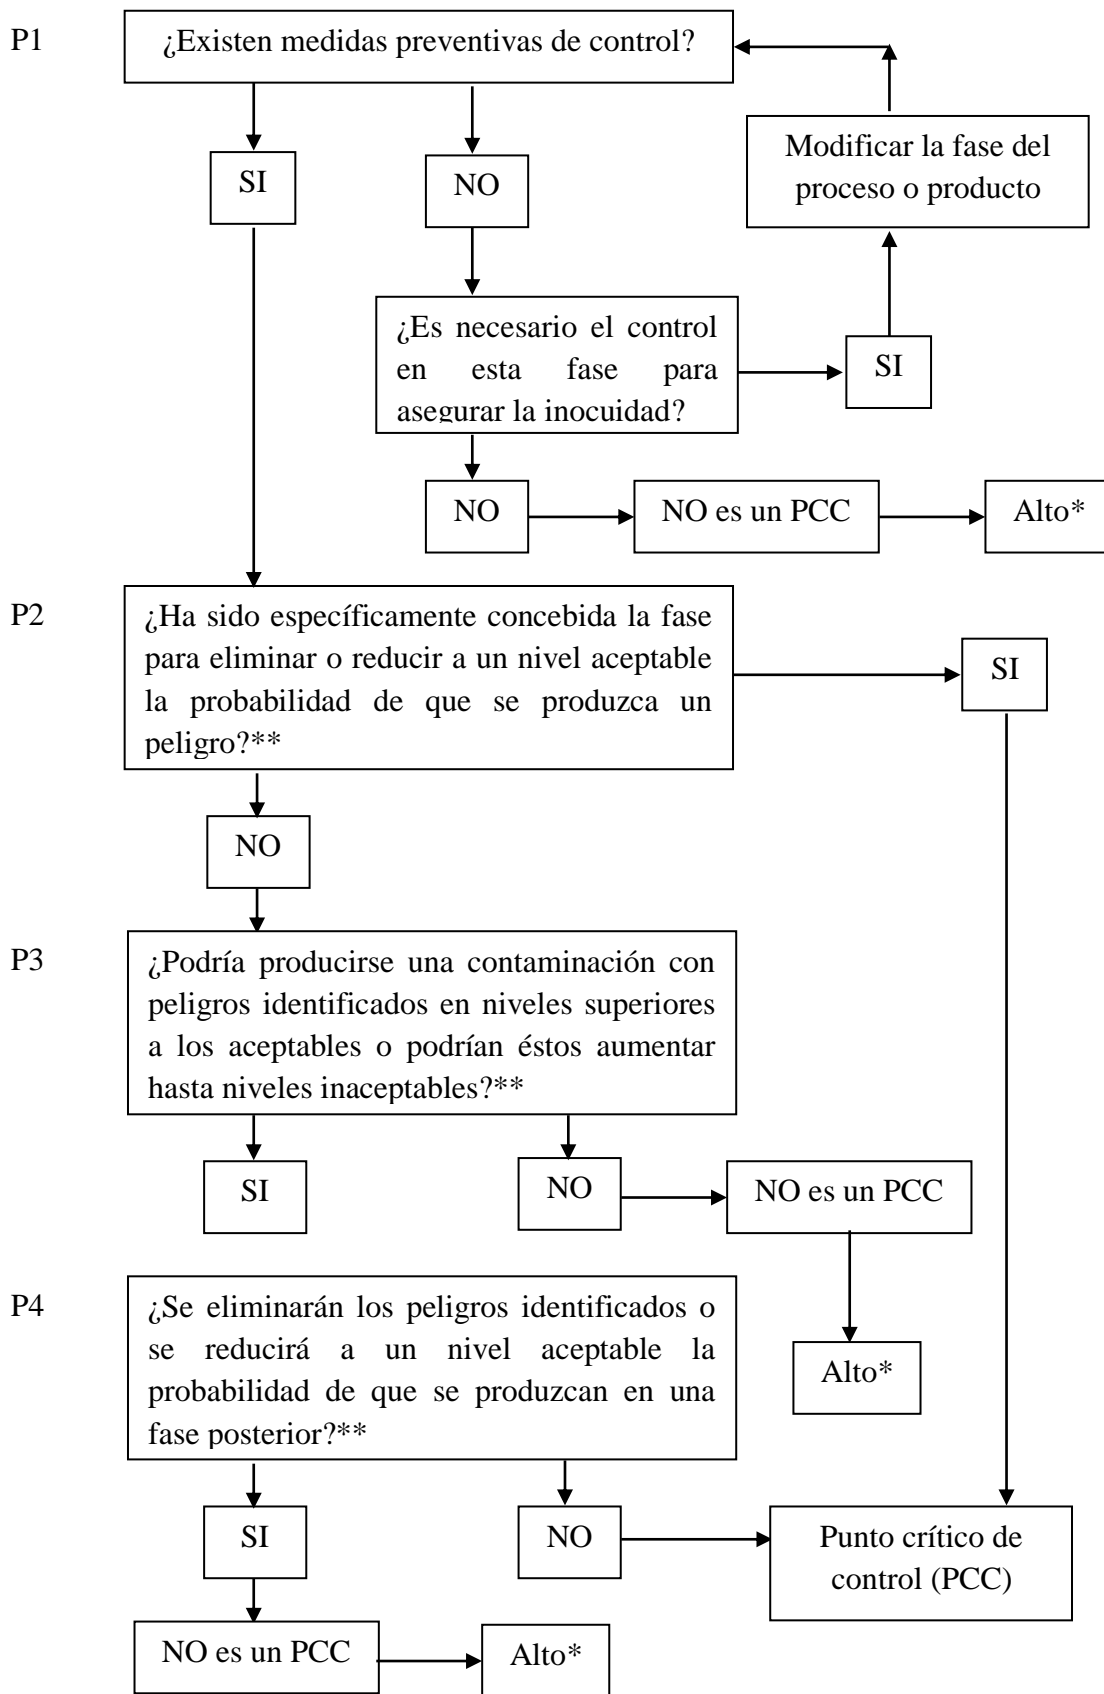 P1
¿Existen medidas preventivas de control?
Modificar la fase del
proceso o producto
SI
NO
¿Es necesario el control
en esta fase para
asegurar la inocuidad?
SI
NO
NO es un PCC
Alto*
P2
¿Ha sido específicamente concebida la fase
para eliminar o reducir a un nivel aceptable
la probabilidad de que se produzca un
peligro?**
SI
NO
P3
¿Podría producirse una contaminación con
peligros identificados en niveles superiores
a los aceptables o podrían éstos aumentar
hasta niveles inaceptables?**
SI
NO
NO es un PCC
Alto*
P4
¿Se eliminarán los peligros identificados o
se reducirá a un nivel aceptable la
probabilidad de que se produzcan en una
fase posterior?**
SI
NO
Punto crítico de
control (PCC)
NO es un PCC
Alto*